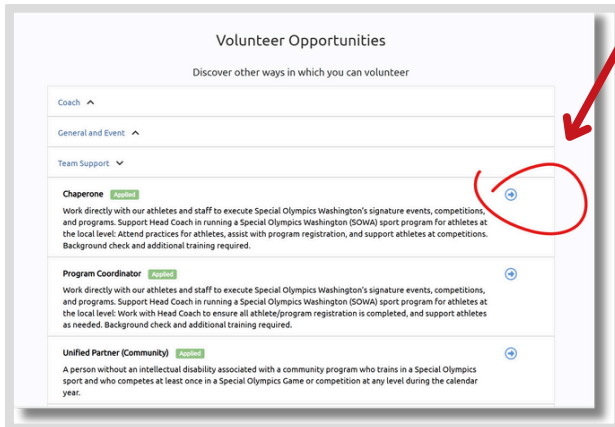 Volunteer Opportunities
Discover other ways in which you can volunteer
Coach
General and Event
Team Support
Chaperone Applied
Work directly with our athletes and staff to execute Special Olympics Washington's signature events, competitions,
and programs. Support Head Coach in running a Special Olympics Washington (SOWA) sport program for athletes at
the local level: Attend practices for athletes, assist with program registration, and support athletes at competitions.
Background check and additional training required.
Program Coordinator Applied
Work directly with our athletes and staff to execute Special Olympics Washington's signature events, competitions,
and programs. Support Head Coach in running a Special Olympics Washington (SOWA) sport program for athletes at
the local level: Work with Head Coach to ensure all athlete/program registration is completed, and support athletes
as needed. Background check and additional training required.
Unified Partner (Community) Applied
A person without an intellectual disability associated with a community program who trains in a Special Olympics
sport and who competes at least once in a Special Olympics Game or competition at any level during the calendar
year.